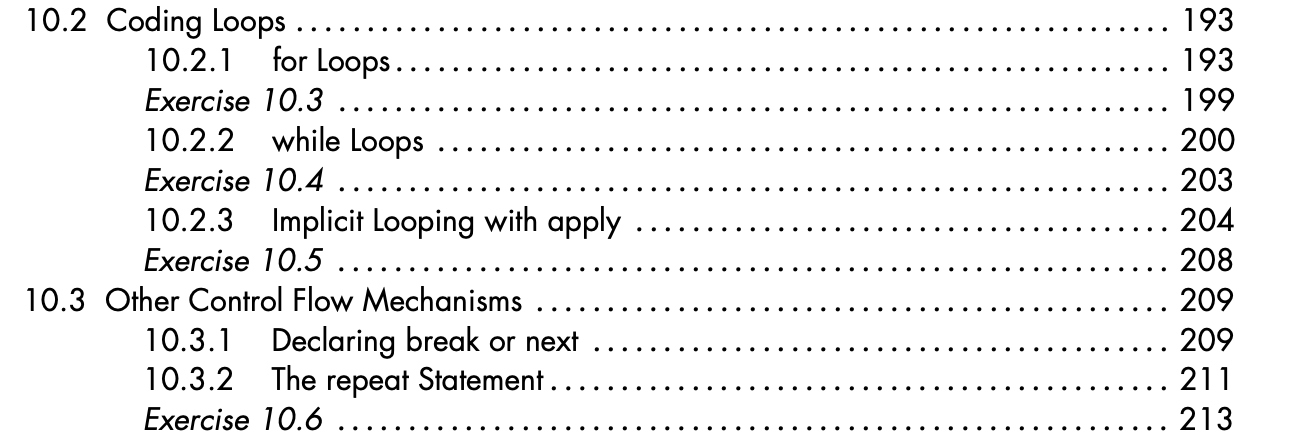 10.2 Coding Loops ........................................................... 193
10.2.1 for Loops ....................................................... 193
Exercise 10.3 ........................................................... 199
10.2.2 while Loops .................................................... 200
Exercise 10.4 ........................................................... 203
10.2.3 Implicit Looping with apply ...................................... 204
Exercise 10.5 ........................................................... 208
10.3 Other Control Flow Mechanisms ............................................. 209
10.3.1 Declaring break or next ......................................... 209
10.3.2 The repeat Statement ............................................ 211
Exercise 10.6 ........................................................... 213